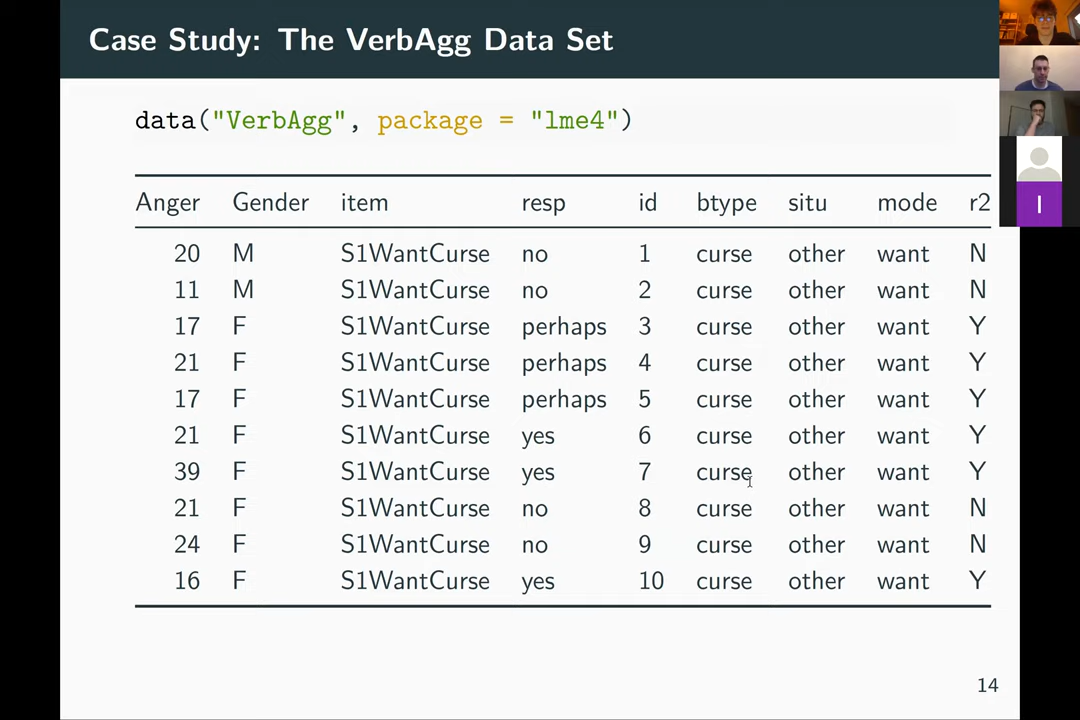 Case Study: The VerbAgg Data Set
data("VerbAgg", package = "lme4")
Anger Gender item resp id btype situ mode r2
20 M S1WantCurse no 1 curse other want N
11 M S1WantCurse no 2 curse other want N
17 F S1WantCurse perhaps 3 curse other want Y
21 F S1WantCurse perhaps 4 curse other want Y
17 F S1WantCurse perhaps 5 curse other want Y
21 F S1WantCurse yes 6 curse other want Y
39 F S1WantCurse yes 7 curse other want Y
21 F S1WantCurse no 8 curse other want N
24 F S1WantCurse no 9 curse other want N
16 F S1WantCurse yes 10 curse other want Y
14
I